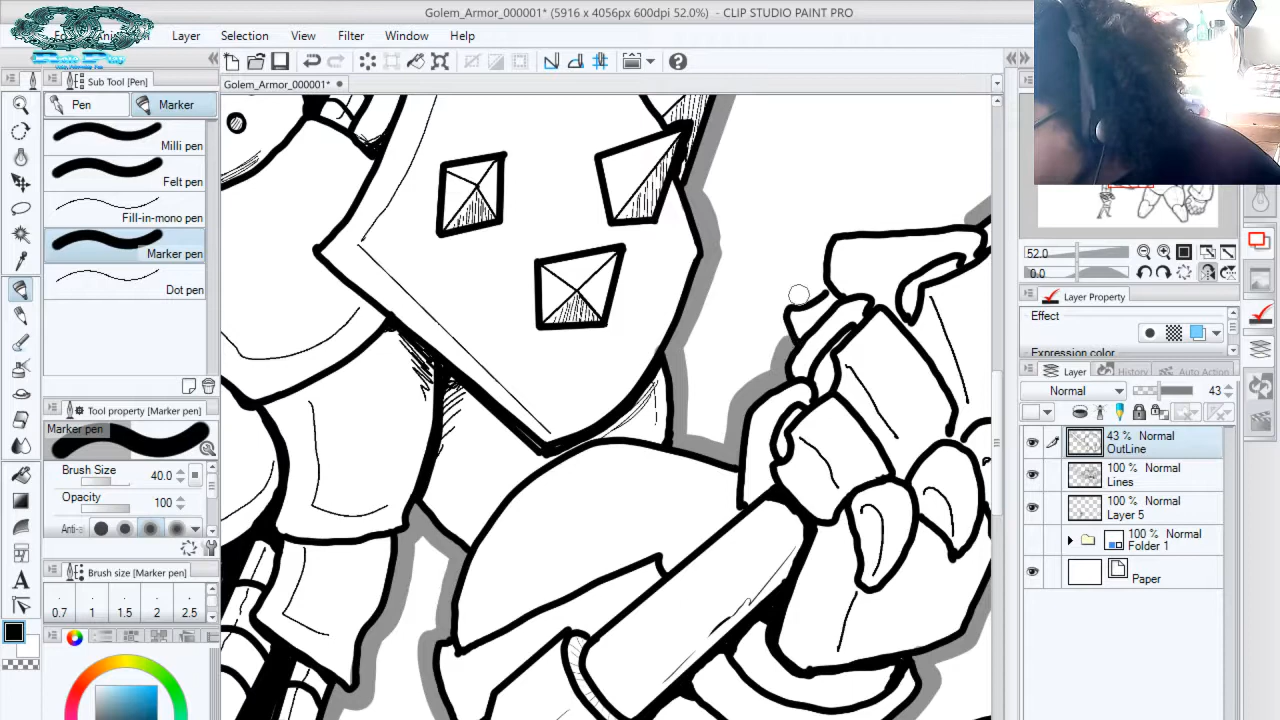 Golem_Armor_000001* (5916 x 4056px 600dpi 52.0%) - CLIP STUDIO PAINT PRO
Layer Selection View Filter Window Help
Sub Tool [Pen]
Golem_Armor_000001*
Pen Marker
Milli pen
Felt pen
Fill-in-mono pen
Marker pen
Dot pen
Tool property [Marker pen]
Marker pen
Brush Size 40.0
Opacity 100
Anti-
Brush size [Marker pen]
0.7 1 1.5 2 2.5
52.0
0.0
Layer Property
Effect
Expression color
Layer History Auto Action
Normal 43
43 % Normal
OutLine
100 % Normal
Lines
100 % Normal
Layer 5
100 % Normal
Folder 1
Paper